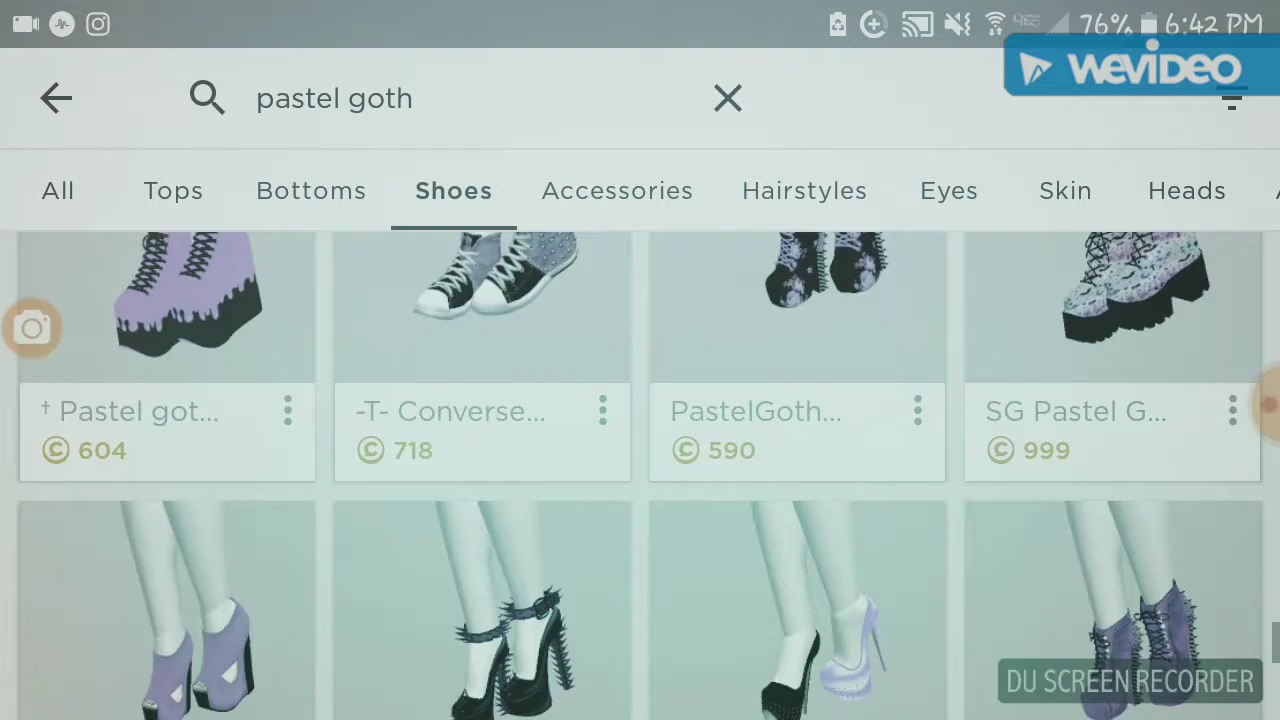 76% 6:42 PM
WEVIDEO
pastel goth
All Tops Bottoms Shoes Accessories Hairstyles Eyes Skin Heads
† Pastel got... -T- Converse... PastelGoth... SG Pastel G...
© 604 © 718 © 590 © 999
DU SCREEN RECORDER